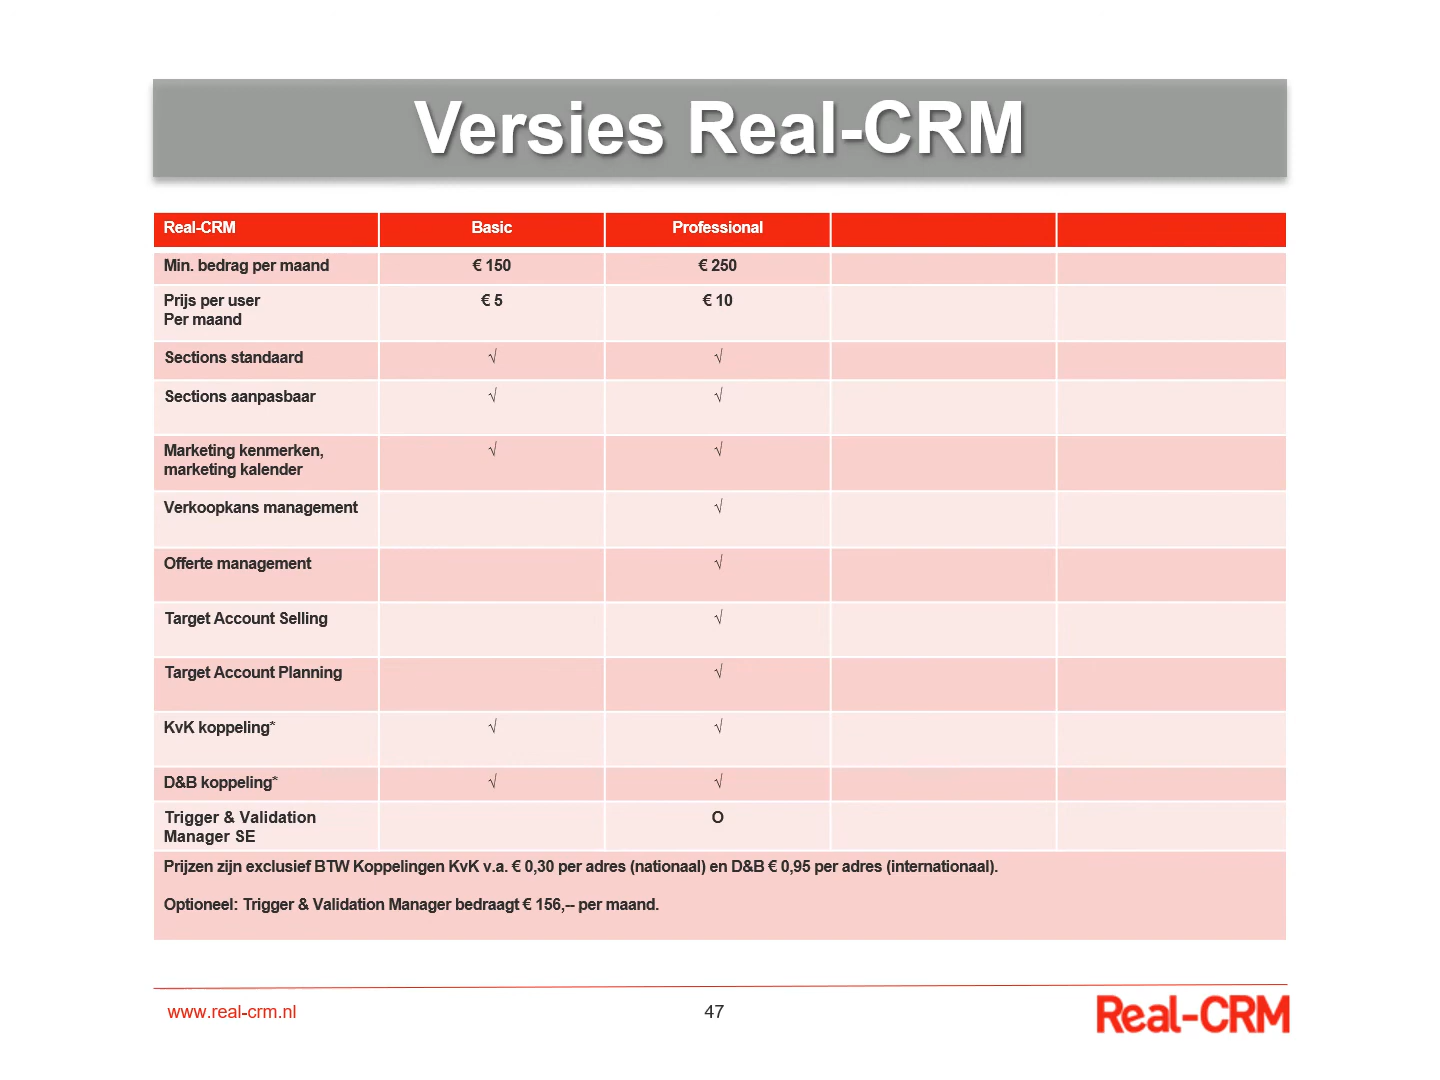 Versies Real-CRM
Real-CRM Basic Professional
Min. bedrag per maand € 150 € 250
Prijs per user € 5 € 10
Per maand
Sections standaard √ √
Sections aanpasbaar √ √
Marketing kenmerken, √ √
marketing kalender
Verkoopkans management √
Offerte management √
Target Account Selling √
Target Account Planning √
KvK koppeling* √ √
D&B koppeling* √ √
Trigger & Validation O
Manager SE
Prijzen zijn exclusief BTW Koppelingen KvK v.a. € 0,30 per adres (nationaal) en D&B € 0,95 per adres (internationaal).
Optioneel: Trigger & Validation Manager bedraagt € 156,-- per maand.
www.real-crm.nl 47 Real-CRM